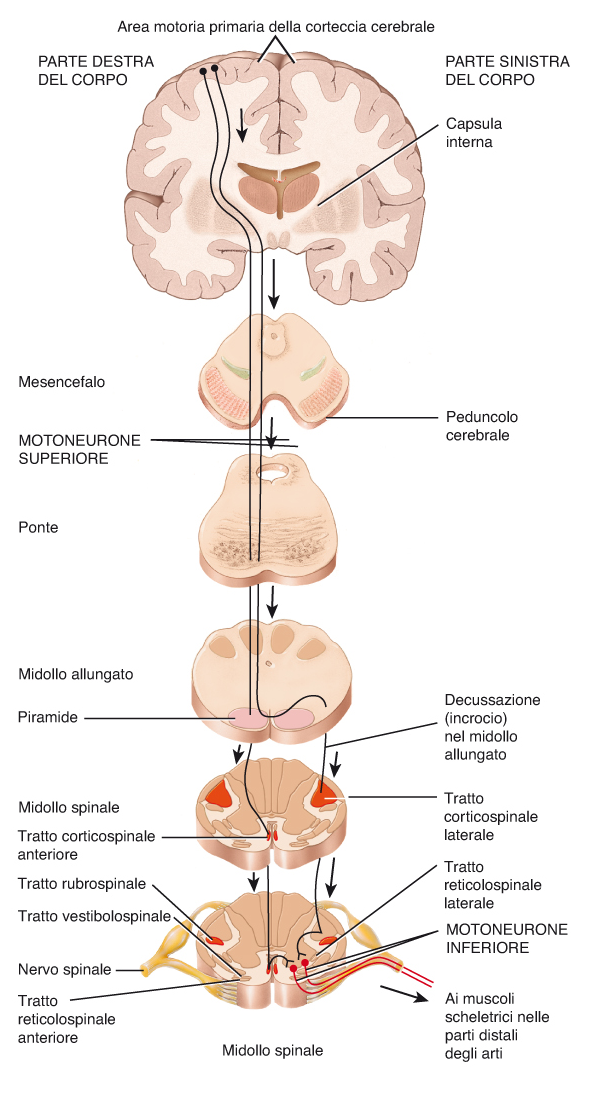 Area motoria primaria della corteccia cerebrale
PARTE DESTRA
DEL CORPO
PARTE SINISTRA
DEL CORPO
Capsula
interna
Mesencefalo
Peduncolo
cerebrale
MOTONEURONE
SUPERIORE
Ponte
Midollo allungato
Piramide
Decussazione
(incrocio)
nel midollo
allungato
Midollo spinale
Tratto
corticospinale
laterale
Tratto corticospinale
anteriore
Tratto
reticolospinale
laterale
Tratto rubrospinale
Tratto vestibolospinale
MOTONEURONE
INFERIORE
Nervo spinale
Tratto
reticolospinale
anteriore
Ai muscoli
scheletrici nelle
parti distali
degli arti
Midollo spinale